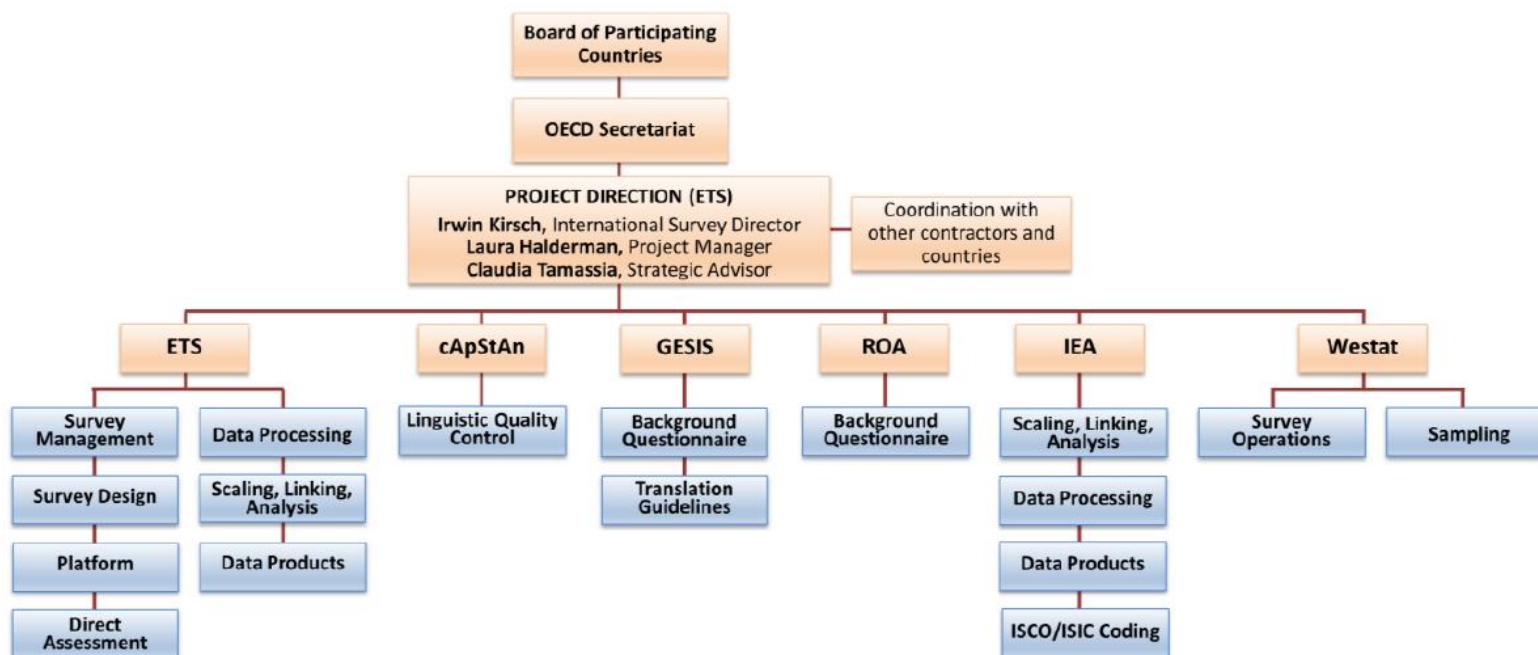 Board of Participating
Countries
OECD Secretariat
PROJECT DIRECTION (ETS)
Irwin Kirsch, International Survey Director
Laura Halderman, Project Manager
Claudia Tamassia, Strategic Advisor
Coordination with
other contractors and
countries
ETS
cApStAn
GESIS
ROA
IEA
Westat
Survey
Management
Survey Design
Platform
Direct
Assessment
Data Processing
Scaling, Linking,
Analysis
Data Products
Linguistic Quality
Control
Background
Questionnaire
Translation
Guidelines
Background
Questionnaire
Scaling, Linking,
Analysis
Data Processing
Data Products
ISCO/ISIC Coding
Survey
Operations
Sampling